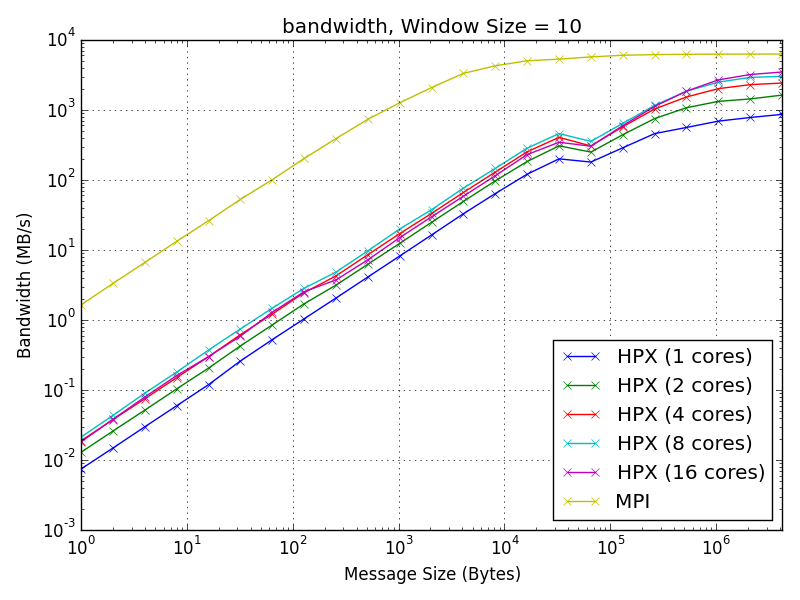 bandwidth, Window Size = 10
10^4
10^3
10^2
10^1
10^0
10^-1
10^-2
10^-3
Bandwidth (MB/s)
HPX (1 cores)
HPX (2 cores)
HPX (4 cores)
HPX (8 cores)
HPX (16 cores)
MPI
10^0 10^1 10^2 10^3 10^4 10^5 10^6
Message Size (Bytes)